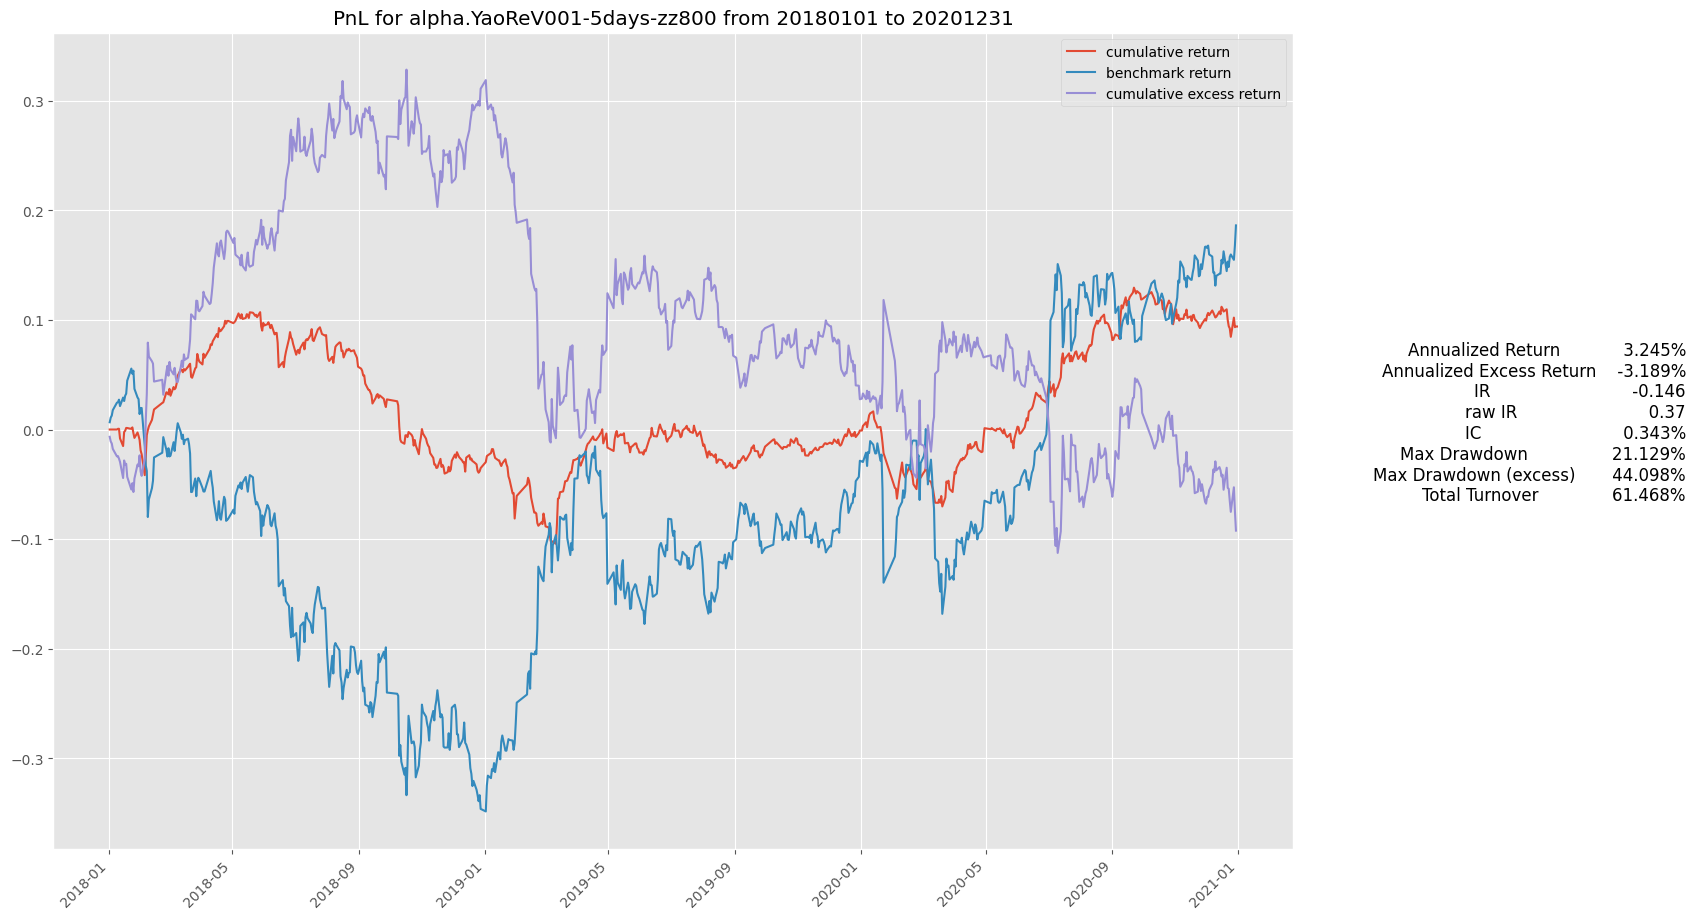 PnL for alpha.YaoReV001-5days-zz800 from 20180101 to 20201231
cumulative return
benchmark return
cumulative excess return
0.3
0.2
0.1
0.0
−0.1
−0.2
−0.3
2018-01
2018-05
2018-09
2019-01
2019-05
2019-09
2020-01
2020-05
2020-09
2021-01
Annualized Return 3.245%
Annualized Excess Return -3.189%
IR -0.146
raw IR 0.37
IC 0.343%
Max Drawdown 21.129%
Max Drawdown (excess) 44.098%
Total Turnover 61.468%